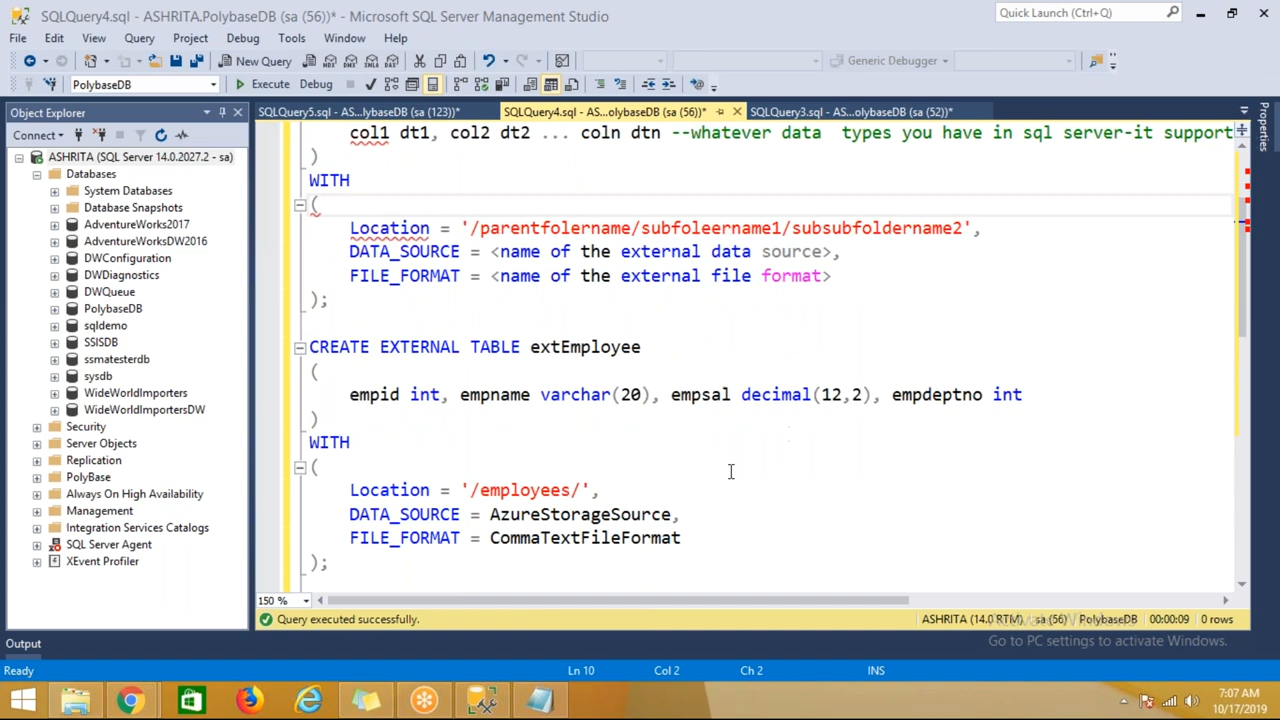 SQLQuery4.sql - ASHRITA.PolybaseDB (sa (56))* - Microsoft SQL Server Management Studio
Quick Launch (Ctrl+Q)
File Edit View Query Project Debug Tools Window Help
New Query
Generic Debugger
PolybaseDB
Execute Debug
Object Explorer
SQLQuery5.sql - AS...lybaseDB (sa (123))*
SQLQuery4.sql - AS...olybaseDB (sa (56))*
SQLQuery3.sql - AS...olybaseDB (sa (52))*
Properties
Connect
ASHRITA (SQL Server 14.0.2027.2 - sa)
Databases
System Databases
Database Snapshots
AdventureWorks2017
AdventureWorksDW2016
DWConfiguration
DWDiagnostics
DWQueue
PolybaseDB
sqldemo
SSISDB
ssmatesterdb
sysdb
WideWorldImporters
WideWorldImportersDW
Security
Server Objects
Replication
PolyBase
Always On High Availability
Management
Integration Services Catalogs
SQL Server Agent
XEvent Profiler
col1 dt1, col2 dt2 ... coln dtn --whatever data  types you have in sql server-it support
)
WITH
(
Location = '/parentfolername/subfoleername1/subsubfoldername2',
DATA_SOURCE = <name of the external data source>,
FILE_FORMAT = <name of the external file format>
);
CREATE EXTERNAL TABLE extEmployee
(
empid int, empname varchar(20), empsal decimal(12,2), empdeptno int
)
WITH
(
Location = '/employees/',
DATA_SOURCE = AzureStorageSource,
FILE_FORMAT = CommaTextFileFormat
);
150 %
Query executed successfully.
ASHRITA (14.0 RTM) sa (56) PolybaseDB 00:00:09 0 rows
Activate Windows
Go to PC settings to activate Windows.
Output
Ready
Ln 10 Col 2 Ch 2 INS
7:07 AM
10/17/2019